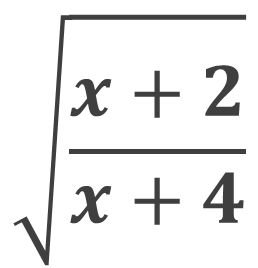 √
x + 2
x + 4